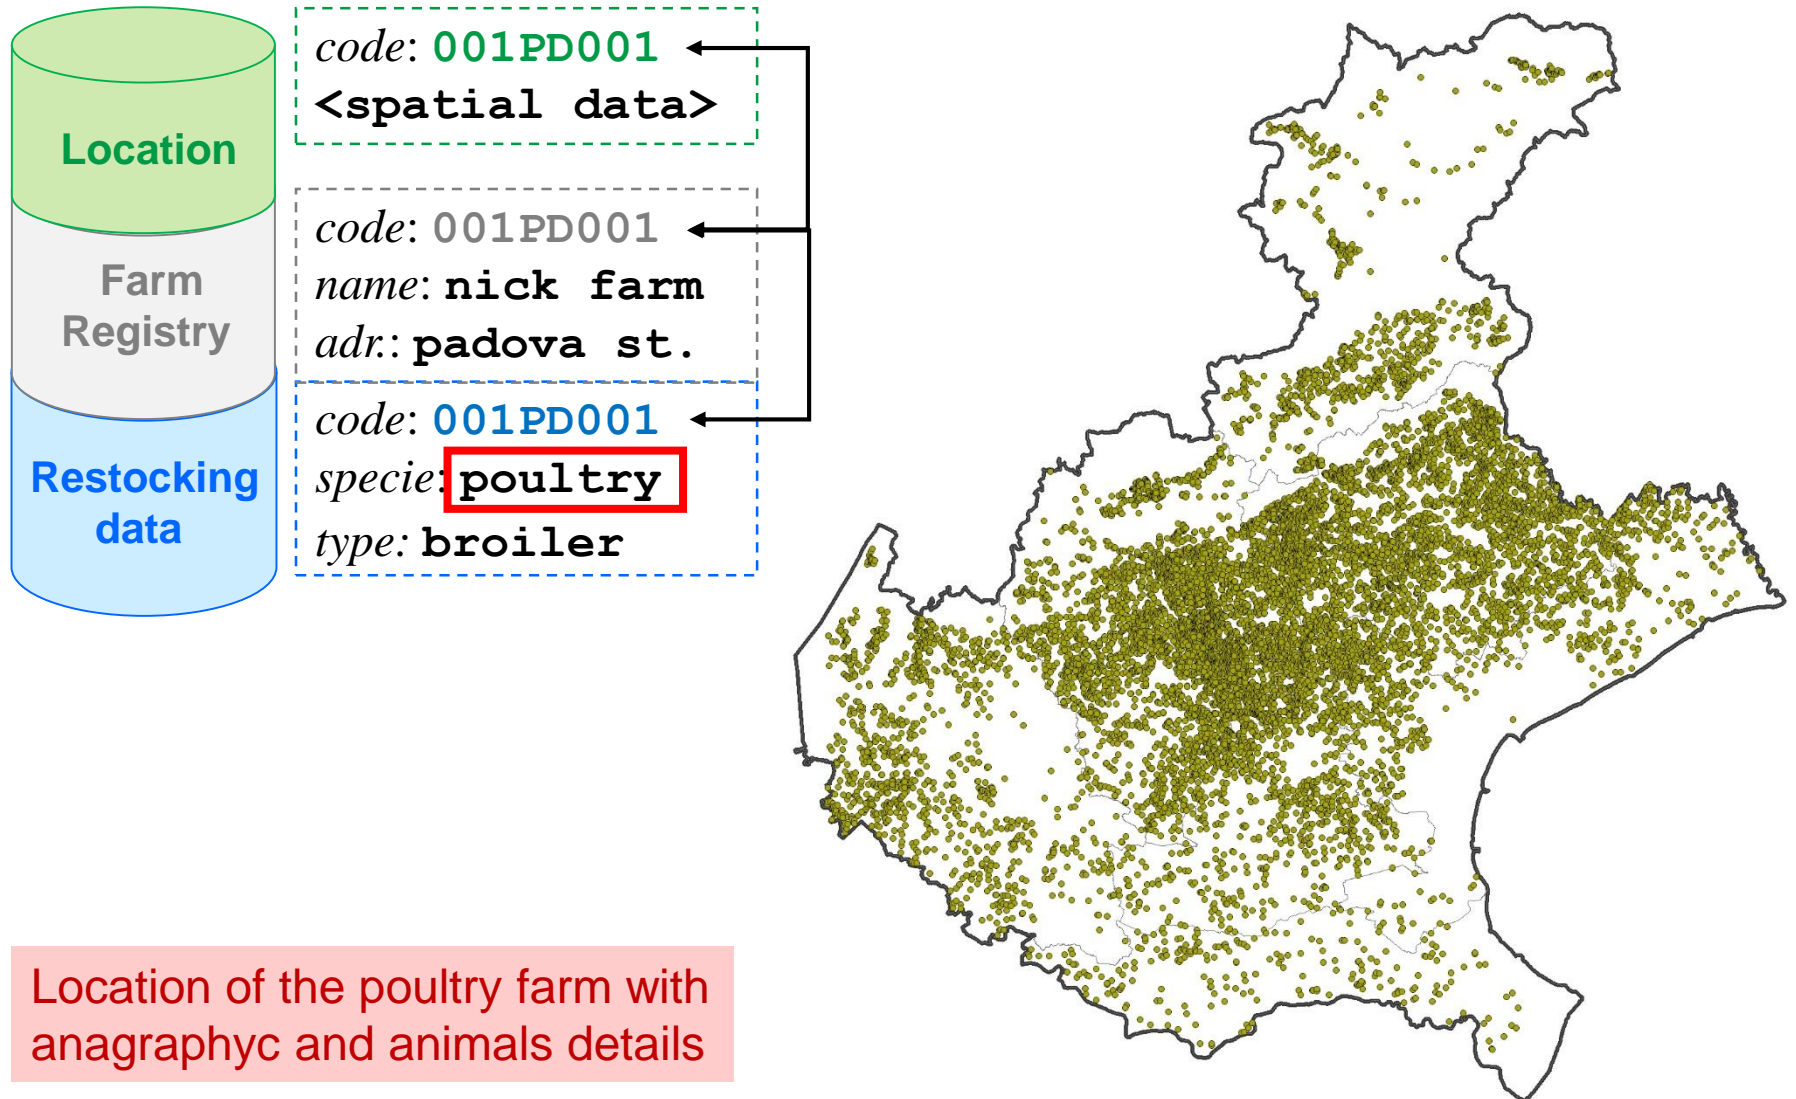 Location
Farm
Registry
Restocking
data
code: 001PD001
<spatial data>
code: 001PD001
name: nick farm
adr.: padova st.
code: 001PD001
specie: poultry
type: broiler
Location of the poultry farm with
anagraphyc and animals details